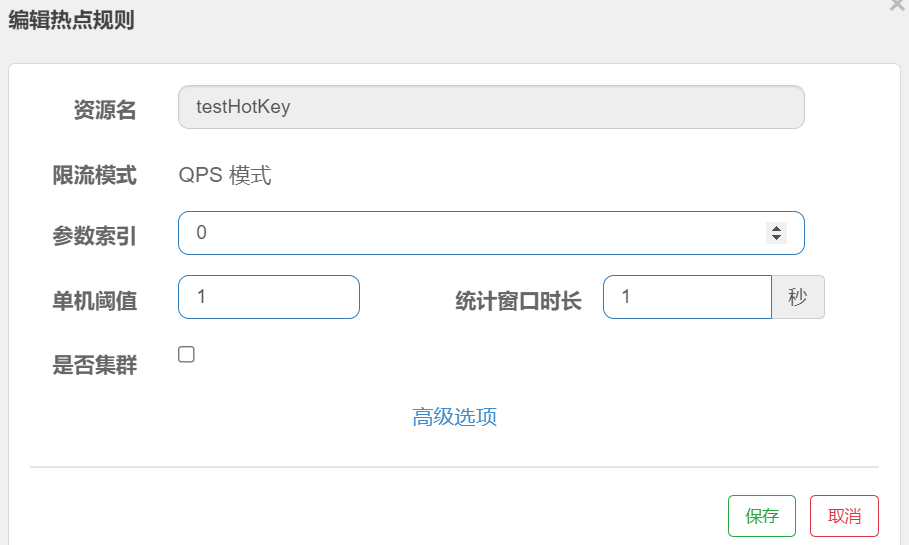 编辑热点规则
×
资源名 testHotKey
限流模式 QPS 模式
参数索引 0
单机阈值 1 统计窗口时长 1 秒
是否集群
高级选项
保存 取消